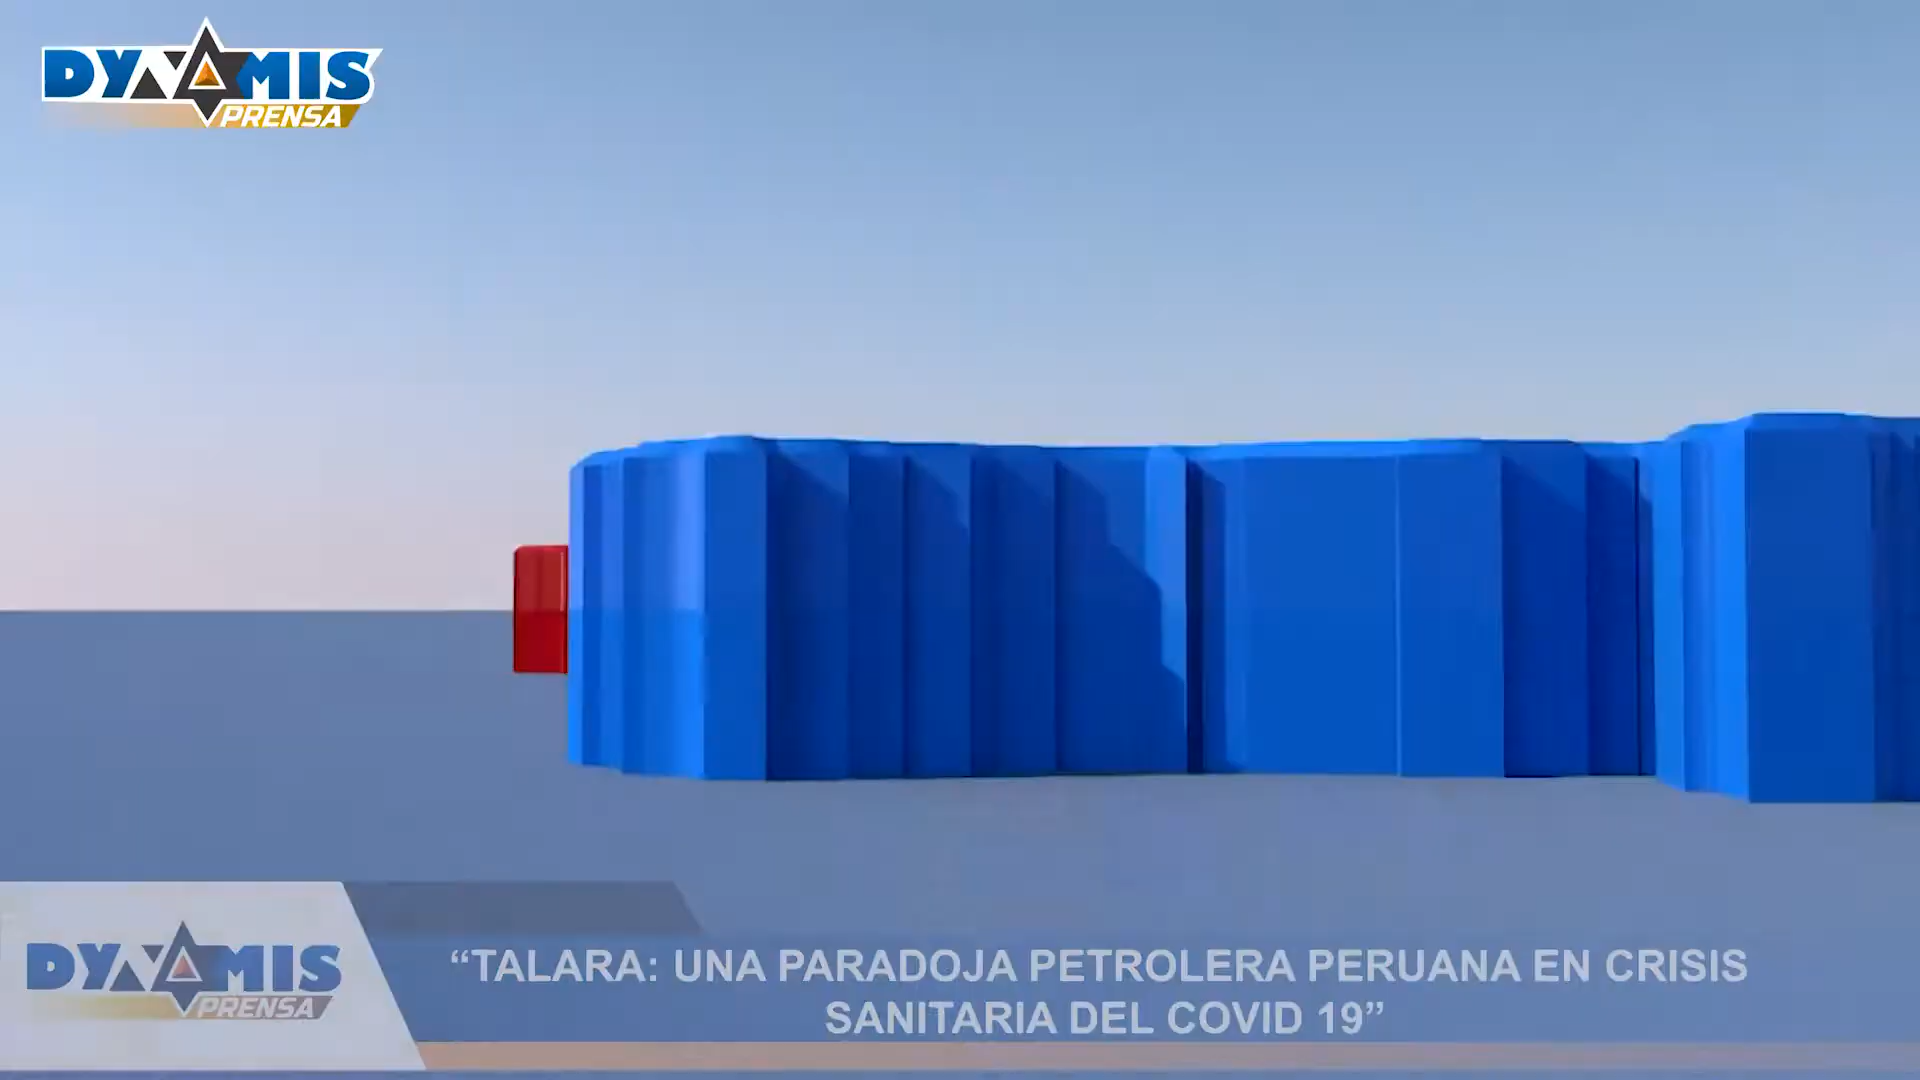 DYNAMIS
PRENSA
DYNAMIS
PRENSA
“TALARA: UNA PARADOJA PETROLERA PERUANA EN CRISIS
SANITARIA DEL COVID 19”